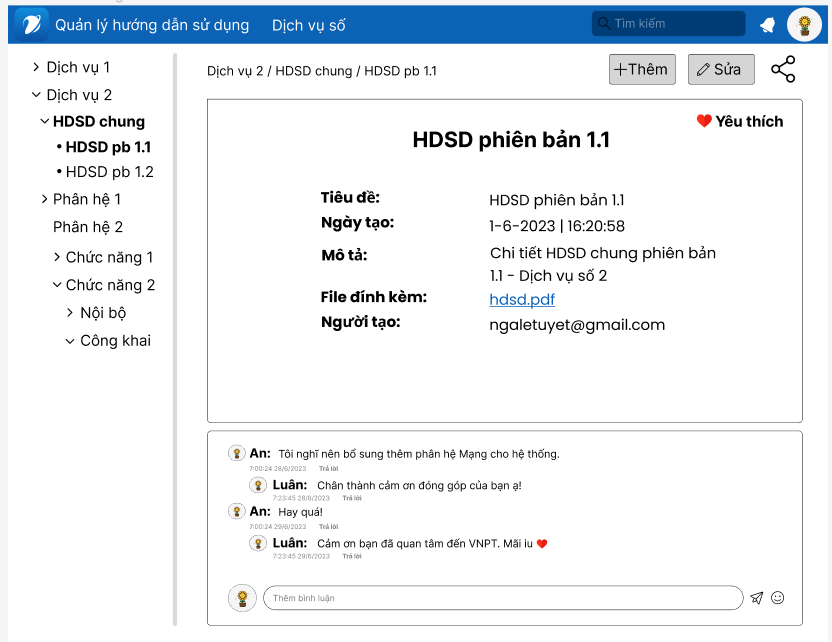 Quản lý hướng dẫn sử dụng Dịch vụ số Tìm kiếm
Dịch vụ 1
Dịch vụ 2
HDSD chung
• HDSD pb 1.1
• HDSD pb 1.2
Phân hệ 1
Phân hệ 2
Chức năng 1
Chức năng 2
Nội bộ
Công khai
Dịch vụ 2 / HDSD chung / HDSD pb 1.1
+Thêm
Sửa
Yêu thích
HDSD phiên bản 1.1
Tiêu đề: HDSD phiên bản 1.1
Ngày tạo: 1-6-2023 | 16:20:58
Mô tả: Chi tiết HDSD chung phiên bản
1.1 - Dịch vụ số 2
File đính kèm: hdsd.pdf
Người tạo: ngaletuyet@gmail.com
An: Tôi nghĩ nên bổ sung thêm phân hệ Mạng cho hệ thống.
7:00:24 28/6/2023 Trả lời
Luân: Chân thành cảm ơn đóng góp của bạn ạ!
7:23:45 28/6/2023 Trả lời
An: Hay quá!
7:00:24 29/6/2023 Trả lời
Luân: Cảm ơn bạn đã quan tâm đến VNPT. Mãi iu ❤
7:23:45 29/6/2023 Trả lời
Thêm bình luận